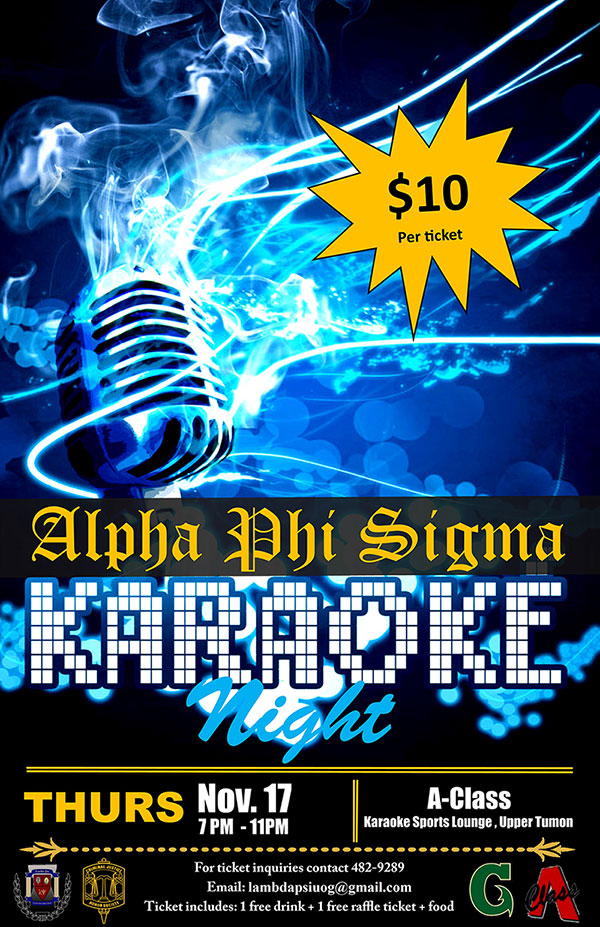 $10
Per ticket
Alpha Phi Sigma
KARAOKE
Night
THURS
Nov. 17
7 PM - 11PM
A-Class
Karaoke Sports Lounge , Upper Tumon
For ticket inquiries contact 482-9289
Email: lambdapsiuog@gmail.com
Ticket includes: 1 free drink + 1 free raffle ticket + food
G
A
Class